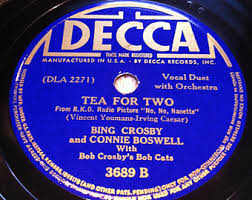 DECCA
TRADE MARK REGISTERED
MANUFACTURED IN U.S.A. BY DECCA RECORDS, INC.
(DLA 2271)
Vocal Duet
with Orchestra
TEA FOR TWO
From R.K.O. Radio Picture "No, No, Nanette"
(Vincent Youmans-Irving Caesar)
BING CROSBY
and CONNIE BOSWELL
With
Bob Crosby's Bob Cats
3689 B